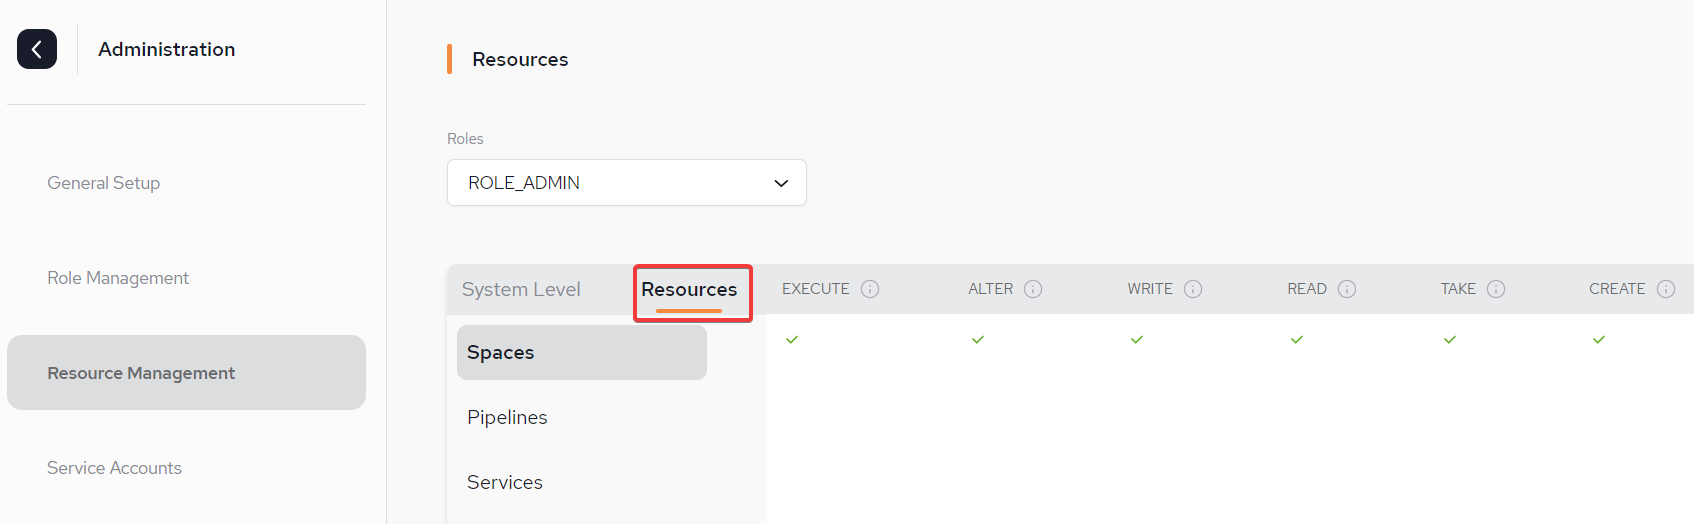 Administration
General Setup
Role Management
Resource Management
Service Accounts
Resources
Roles
ROLE_ADMIN
System Level Resources EXECUTE ALTER WRITE READ TAKE CREATE
Spaces
Pipelines
Services